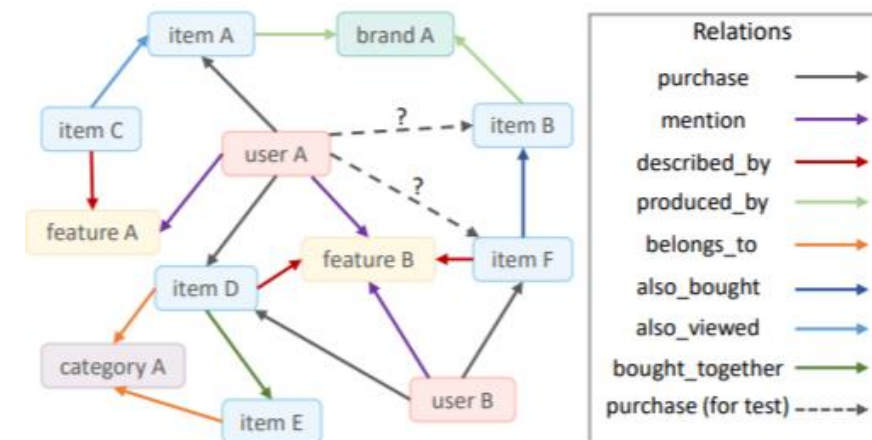 item A
brand A
Relations
purchase
item C
?
item B
mention
user A
described_by
?
produced_by
feature A
feature B
item F
belongs_to
item D
also_bought
also_viewed
category A
bought_together
user B
item E
purchase (for test)